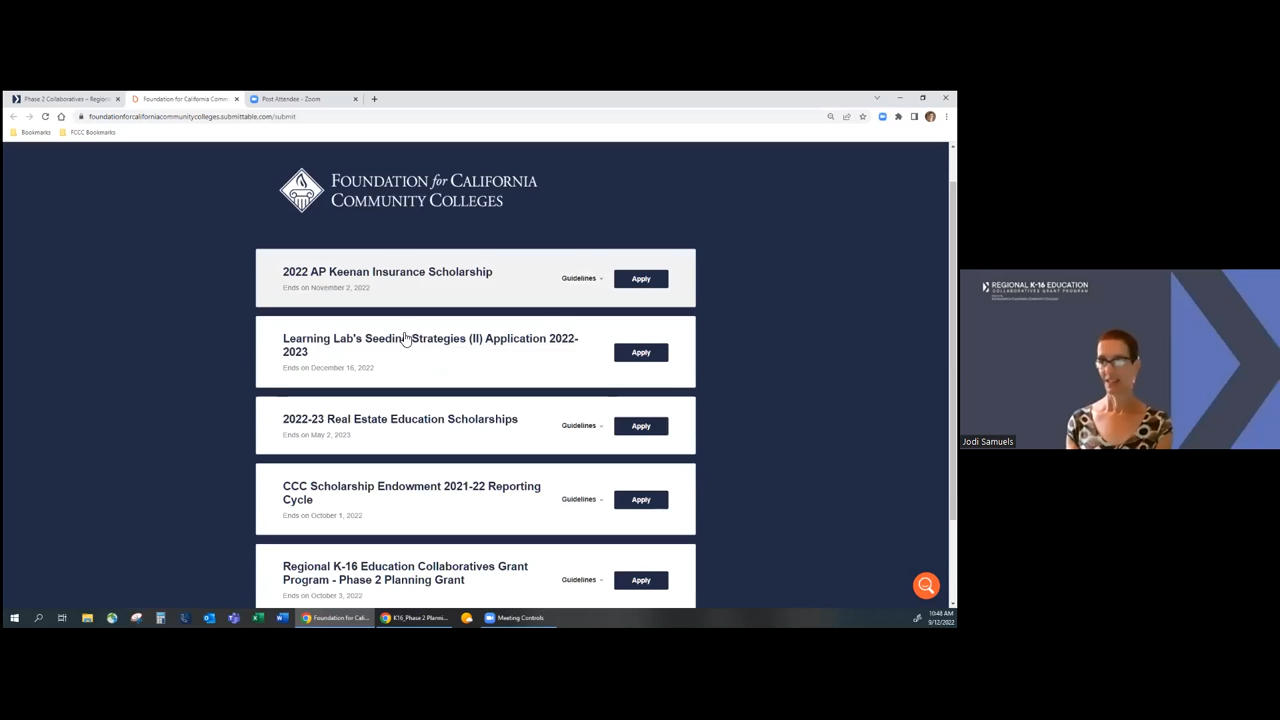 Phase 2 Collaboratives – Region
Foundation for California Comm
Post Attendee - Zoom
foundationforcaliforniacommunitycolleges.submittable.com/submit
Bookmarks
FCCC Bookmarks
FOUNDATION for CALIFORNIA
COMMUNITY COLLEGES
2022 AP Keenan Insurance Scholarship
Ends on November 2, 2022
Guidelines
Apply
Learning Lab's Seeding Strategies (II) Application 2022-
2023
Ends on December 16, 2022
Apply
2022-23 Real Estate Education Scholarships
Ends on May 2, 2023
Guidelines
Apply
CCC Scholarship Endowment 2021-22 Reporting
Cycle
Ends on October 1, 2022
Guidelines
Apply
Regional K-16 Education Collaboratives Grant
Program - Phase 2 Planning Grant
Ends on October 3, 2022
Guidelines
Apply
REGIONAL K-16 EDUCATION
COLLABORATIVES GRANT PROGRAM
Jodi Samuels
Foundation for Cali...
K16_Phase 2 Planni...
Meeting Controls
10:48 AM
9/12/2022